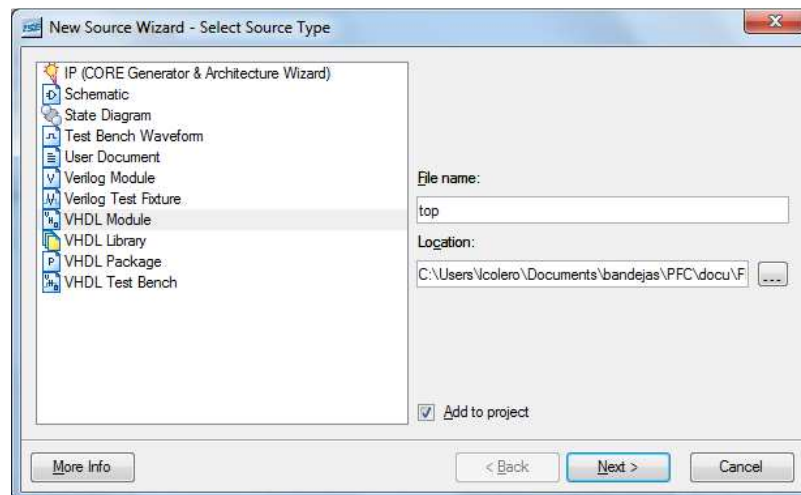 New Source Wizard - Select Source Type
IP (CORE Generator & Architecture Wizard)
Schematic
State Diagram
Test Bench Waveform
User Document
Verilog Module
Verilog Test Fixture
VHDL Module
VHDL Library
VHDL Package
VHDL Test Bench
File name:
top
Location:
C:\Users\lcolero\Documents\bandejas\PFC\docu\F
...
Add to project
More Info
< Back
Next >
Cancel